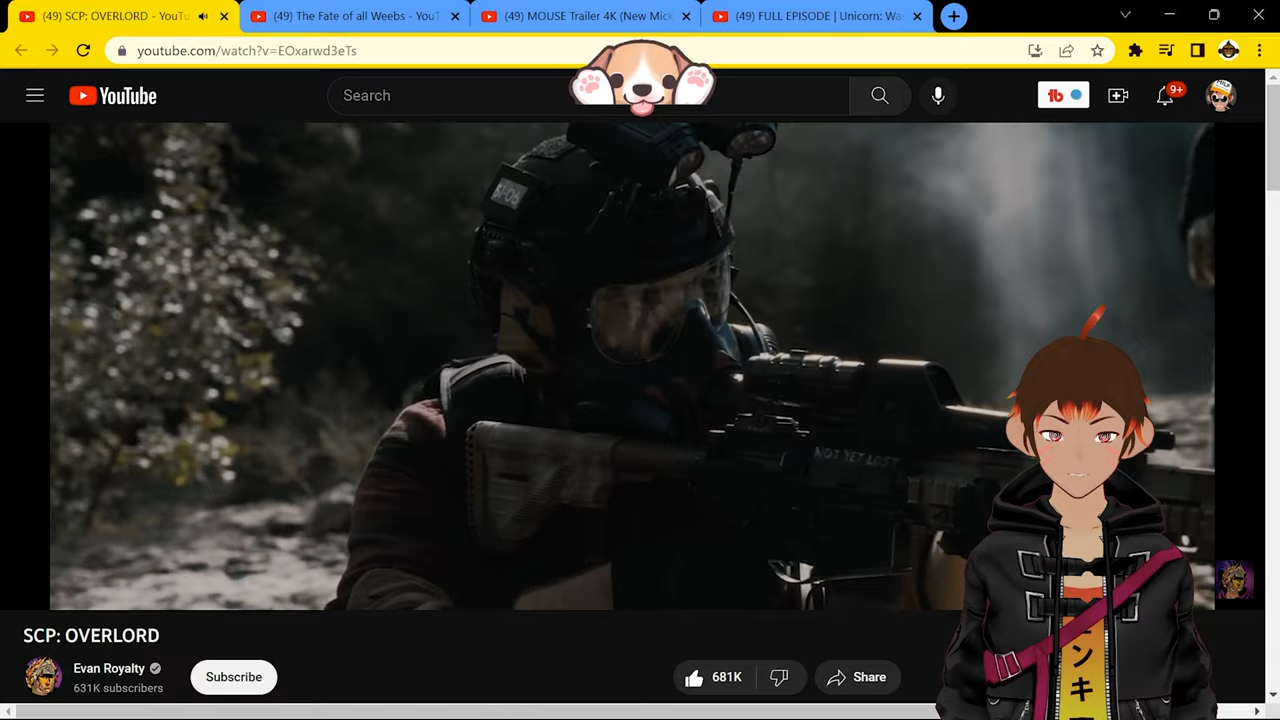 (49) SCP: OVERLORD - YouTu
(49) The Fate of all Weebs - YouT
(49) MOUSE Trailer 4K (New Mick
(49) FULL EPISODE | Unicorn: Wa
youtube.com/watch?v=EOxarwd3eTs
YouTube
Search
tb
9+
NOT YET LOST
SCP: OVERLORD
Evan Royalty
631K subscribers
Subscribe
681K
Share
ンキ